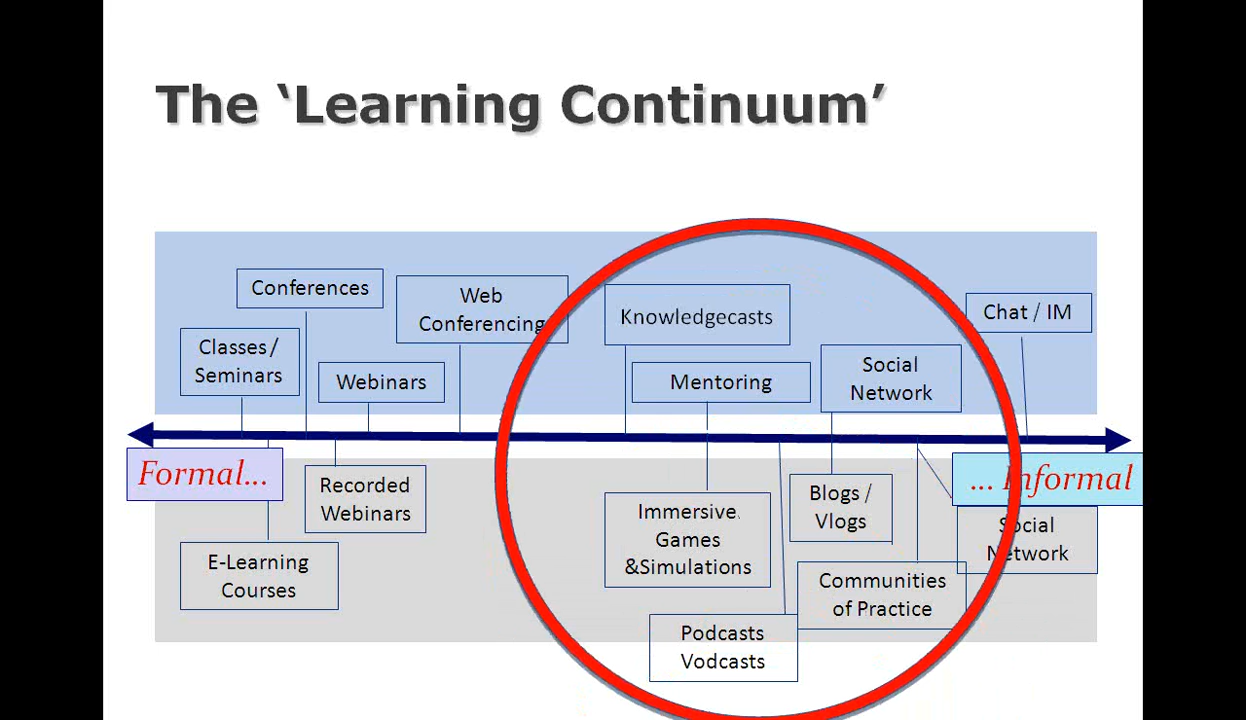 The ‘Learning Continuum’
Conferences
Web
Conferencing
Knowledgecasts
Chat / IM
Classes/
Seminars
Webinars
Mentoring
Social
Network
Formal...
... Informal
Recorded
Webinars
Immersive.
Games
&Simulations
Blogs /
Vlogs
Social
Network
E-Learning
Courses
Communities
of Practice
Podcasts
Vodcasts